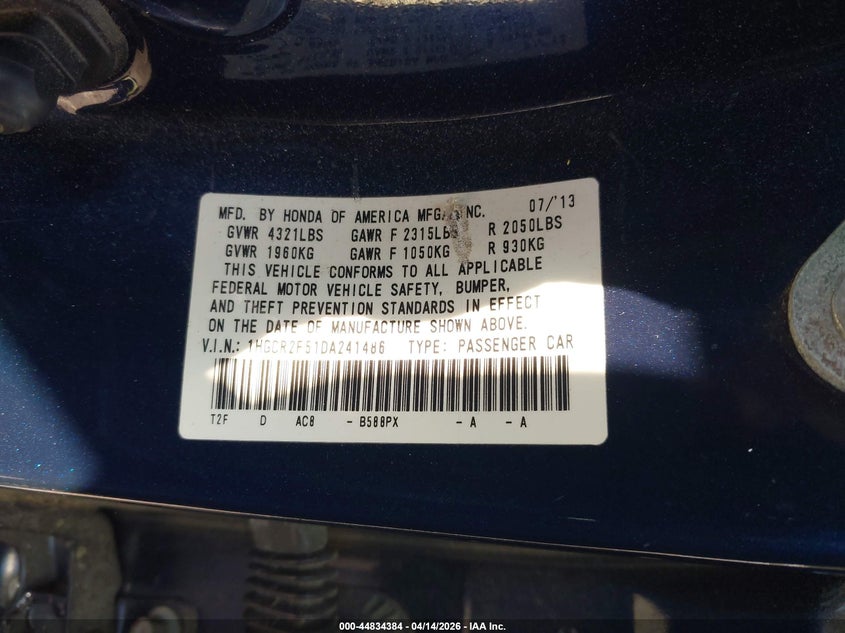 MFD. BY HONDA OF AMERICA MFG. INC. 07/'13
GVWR 4321LBS GAWR F 2315LBS R 2050LBS
GVWR 1960KG GAWR F 1050KG R 930KG
THIS VEHICLE CONFORMS TO ALL APPLICABLE
FEDERAL MOTOR VEHICLE SAFETY, BUMPER,
AND THEFT PREVENTION STANDARDS IN EFFECT
ON THE DATE OF MANUFACTURE SHOWN ABOVE.
V.I.N.: 1HGCR2F51DA241486 TYPE: PASSENGER CAR
T2F D AC0 - B588PX - A - A
000-44834384 | 04/14/2026 - IAA Inc.